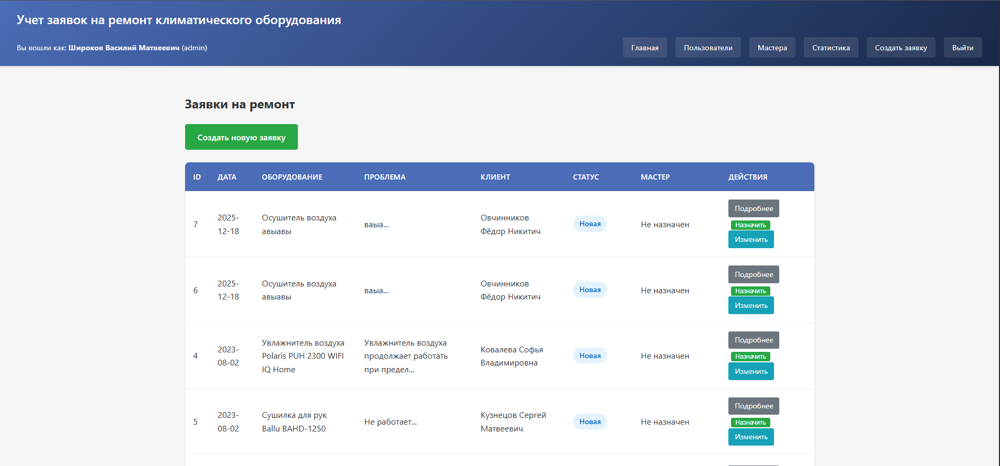 Учет заявок на ремонт климатического оборудования
Вы вошли как: Широков Василий Матвеевич (admin)
Главная
Пользователи
Мастера
Статистика
Создать заявку
Выйти
Заявки на ремонт
Создать новую заявку
ID ДАТА ОБОРУДОВАНИЕ ПРОБЛЕМА КЛИЕНТ СТАТУС МАСТЕР ДЕЙСТВИЯ
7
2025-
12-18
Осушитель воздуха
авыавы
ваыа...
Овчинников
Фёдор Никитич
Новая
Не назначен
Подробнее
Назначить
Изменить
6
2025-
12-18
Осушитель воздуха
авыавы
ваыа...
Овчинников
Фёдор Никитич
Новая
Не назначен
Подробнее
Назначить
Изменить
4
2023-
08-02
Увлажнитель воздуха
Polaris PUH 2300 WIFI
IQ Home
Увлажнитель воздуха
продолжает работать
при предел...
Ковалева Софья
Владимировна
Новая
Не назначен
Подробнее
Назначить
Изменить
5
2023-
08-02
Сушилка для рук
Ballu BAHD-1250
Не работает...
Кузнецов Сергей
Матвеевич
Новая
Не назначен
Подробнее
Назначить
Изменить